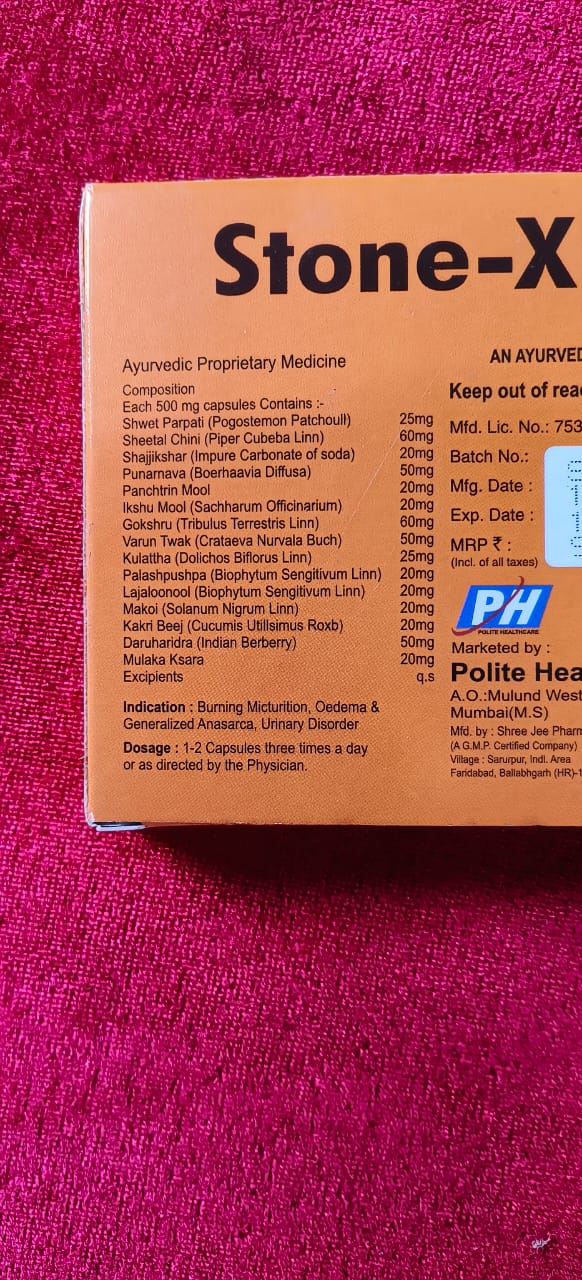 Stone-X
Ayurvedic Proprietary Medicine
Composition
Each 500 mg capsules Contains :-
Shwet Parpati (Pogostemon Patchoull) 25mg
Sheetal Chini (Piper Cubeba Linn) 60mg
Shajjikshar (Impure Carbonate of soda) 20mg
Punarnava (Boerhaavia Diffusa) 50mg
Panchtrin Mool 20mg
Ikshu Mool (Sachharum Officinarium) 20mg
Gokshru (Tribulus Terrestris Linn) 60mg
Varun Twak (Crataeva Nurvala Buch) 50mg
Kulattha (Dolichos Biflorus Linn) 25mg
Palashpushpa (Biophytum Sengitivum Linn) 20mg
Lajaloonool (Biophytum Sengitivum Linn) 20mg
Makoi (Solanum Nigrum Linn) 20mg
Kakri Beej (Cucumis Utillsimus Roxb) 20mg
Daruharidra (Indian Berberry) 50mg
Mulaka Ksara 20mg
Excipients q.s
Indication : Burning Micturition, Oedema &
Generalized Anasarca, Urinary Disorder
Dosage : 1-2 Capsules three times a day
or as directed by the Physician.
AN AYURVED
Keep out of rea
Mfd. Lic. No.: 753
Batch No.:
Mfg. Date :
Exp. Date :
MRP ₹ :
(Incl. of all taxes)
PH
POLITE HEALTHCARE
Marketed by :
Polite Hea
A.O.:Mulund West
Mumbai(M.S)
Mfd. by : Shree Jee Pharm
(A G.M.P. Certified Company)
Village : Sarurpur, Indl. Area
Faridabad, Ballabhgarh (HR)-1